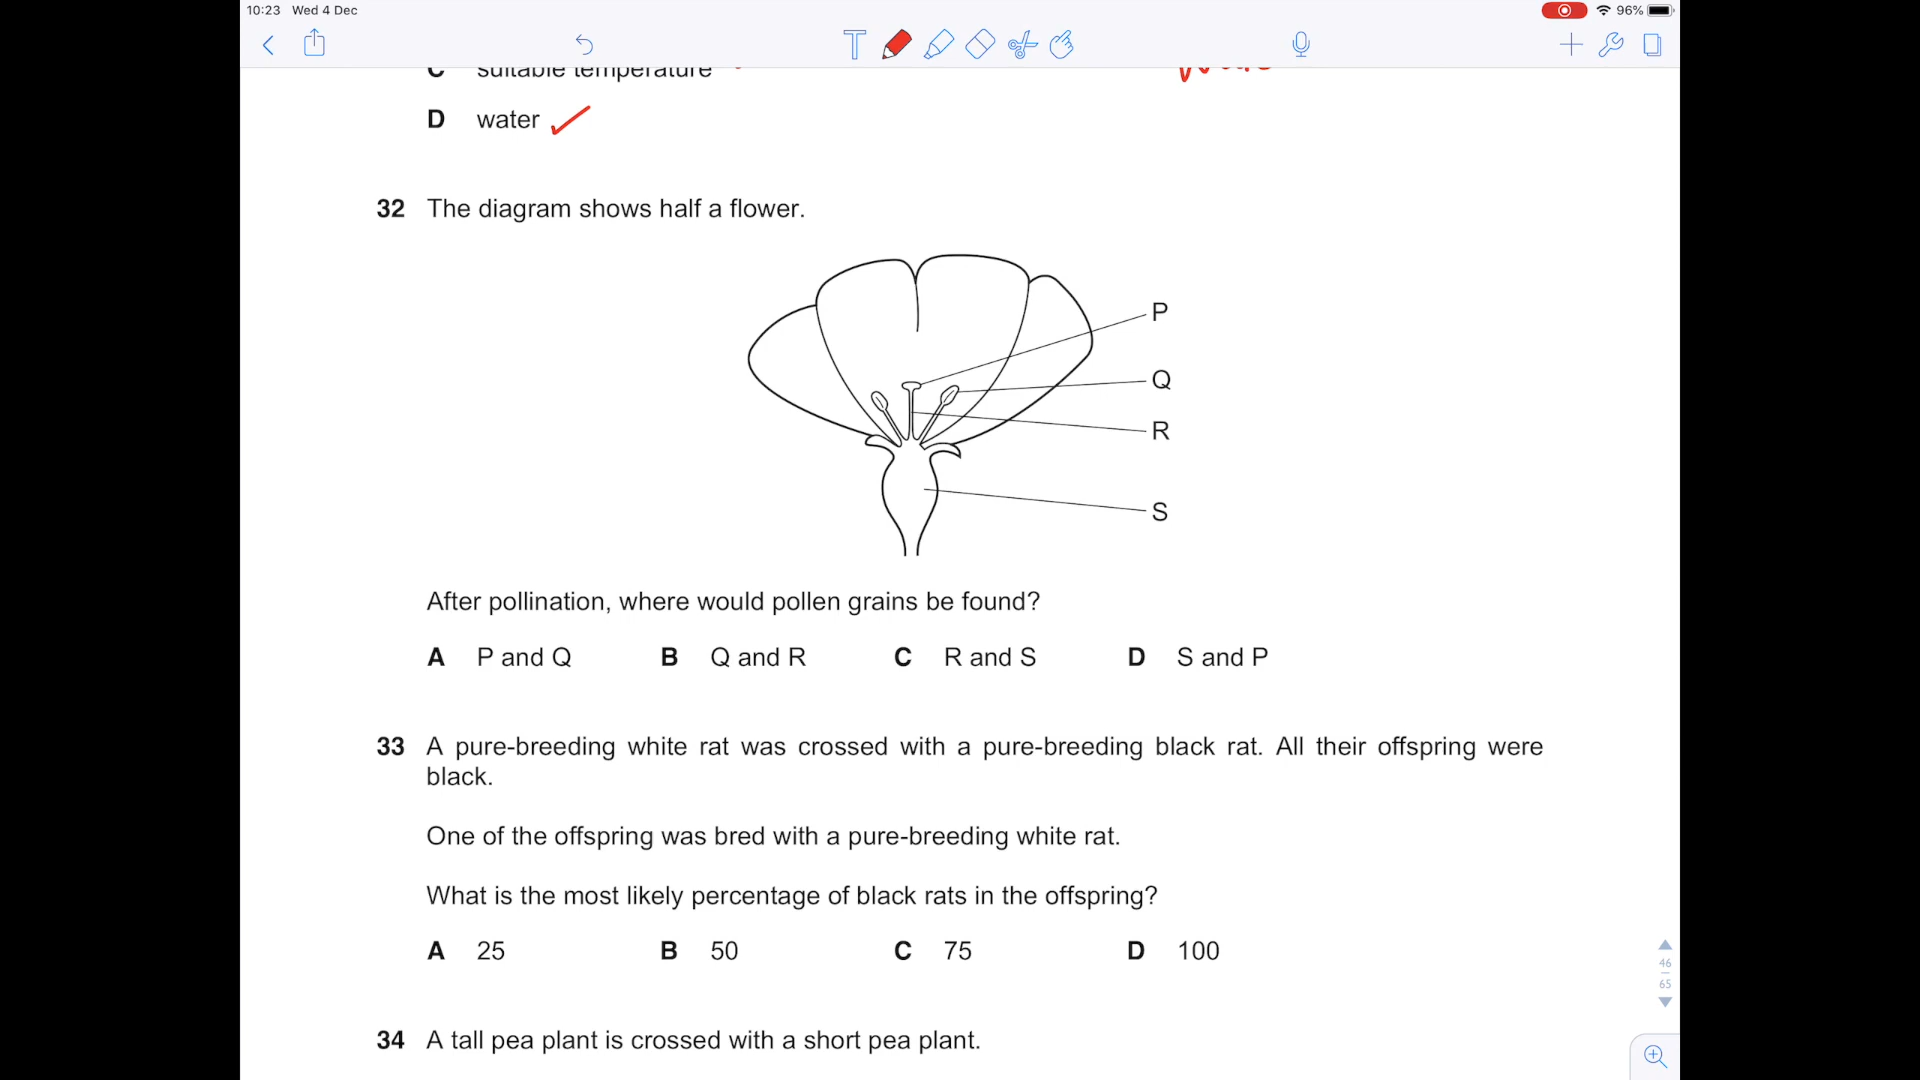 10:23 Wed 4 Dec
96%
C suitable temperature
D water
32 The diagram shows half a flower.
P
Q
R
S
After pollination, where would pollen grains be found?
A P and Q B Q and R C R and S D S and P
33 A pure-breeding white rat was crossed with a pure-breeding black rat. All their offspring were
black.
One of the offspring was bred with a pure-breeding white rat.
What is the most likely percentage of black rats in the offspring?
A 25 B 50 C 75 D 100
46
65
34 A tall pea plant is crossed with a short pea plant.